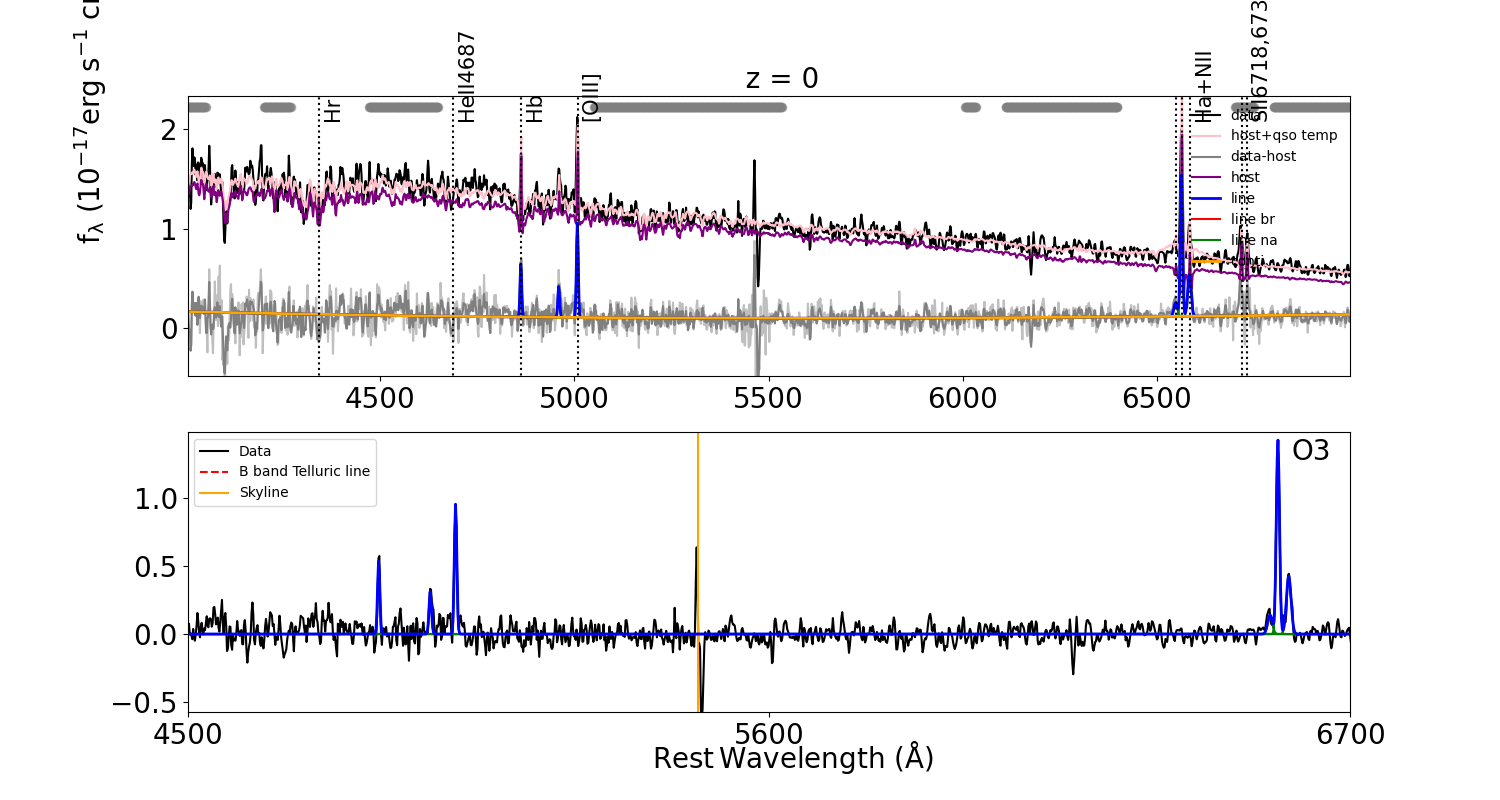 z = 0
f_λ (10^−17 erg s^−1
Hr
HeII4687
Hb
[OIII]
Ha+NII
SII6718,673
data
host+qso temp
data-host
host
line
line br
line na
2
1
0
4500 5000 5500 6000 6500
Data
B band Telluric line
Skyline
O3
1.0
0.5
0.0
−0.5
4500 5600 6700
Rest Wavelength (Å)